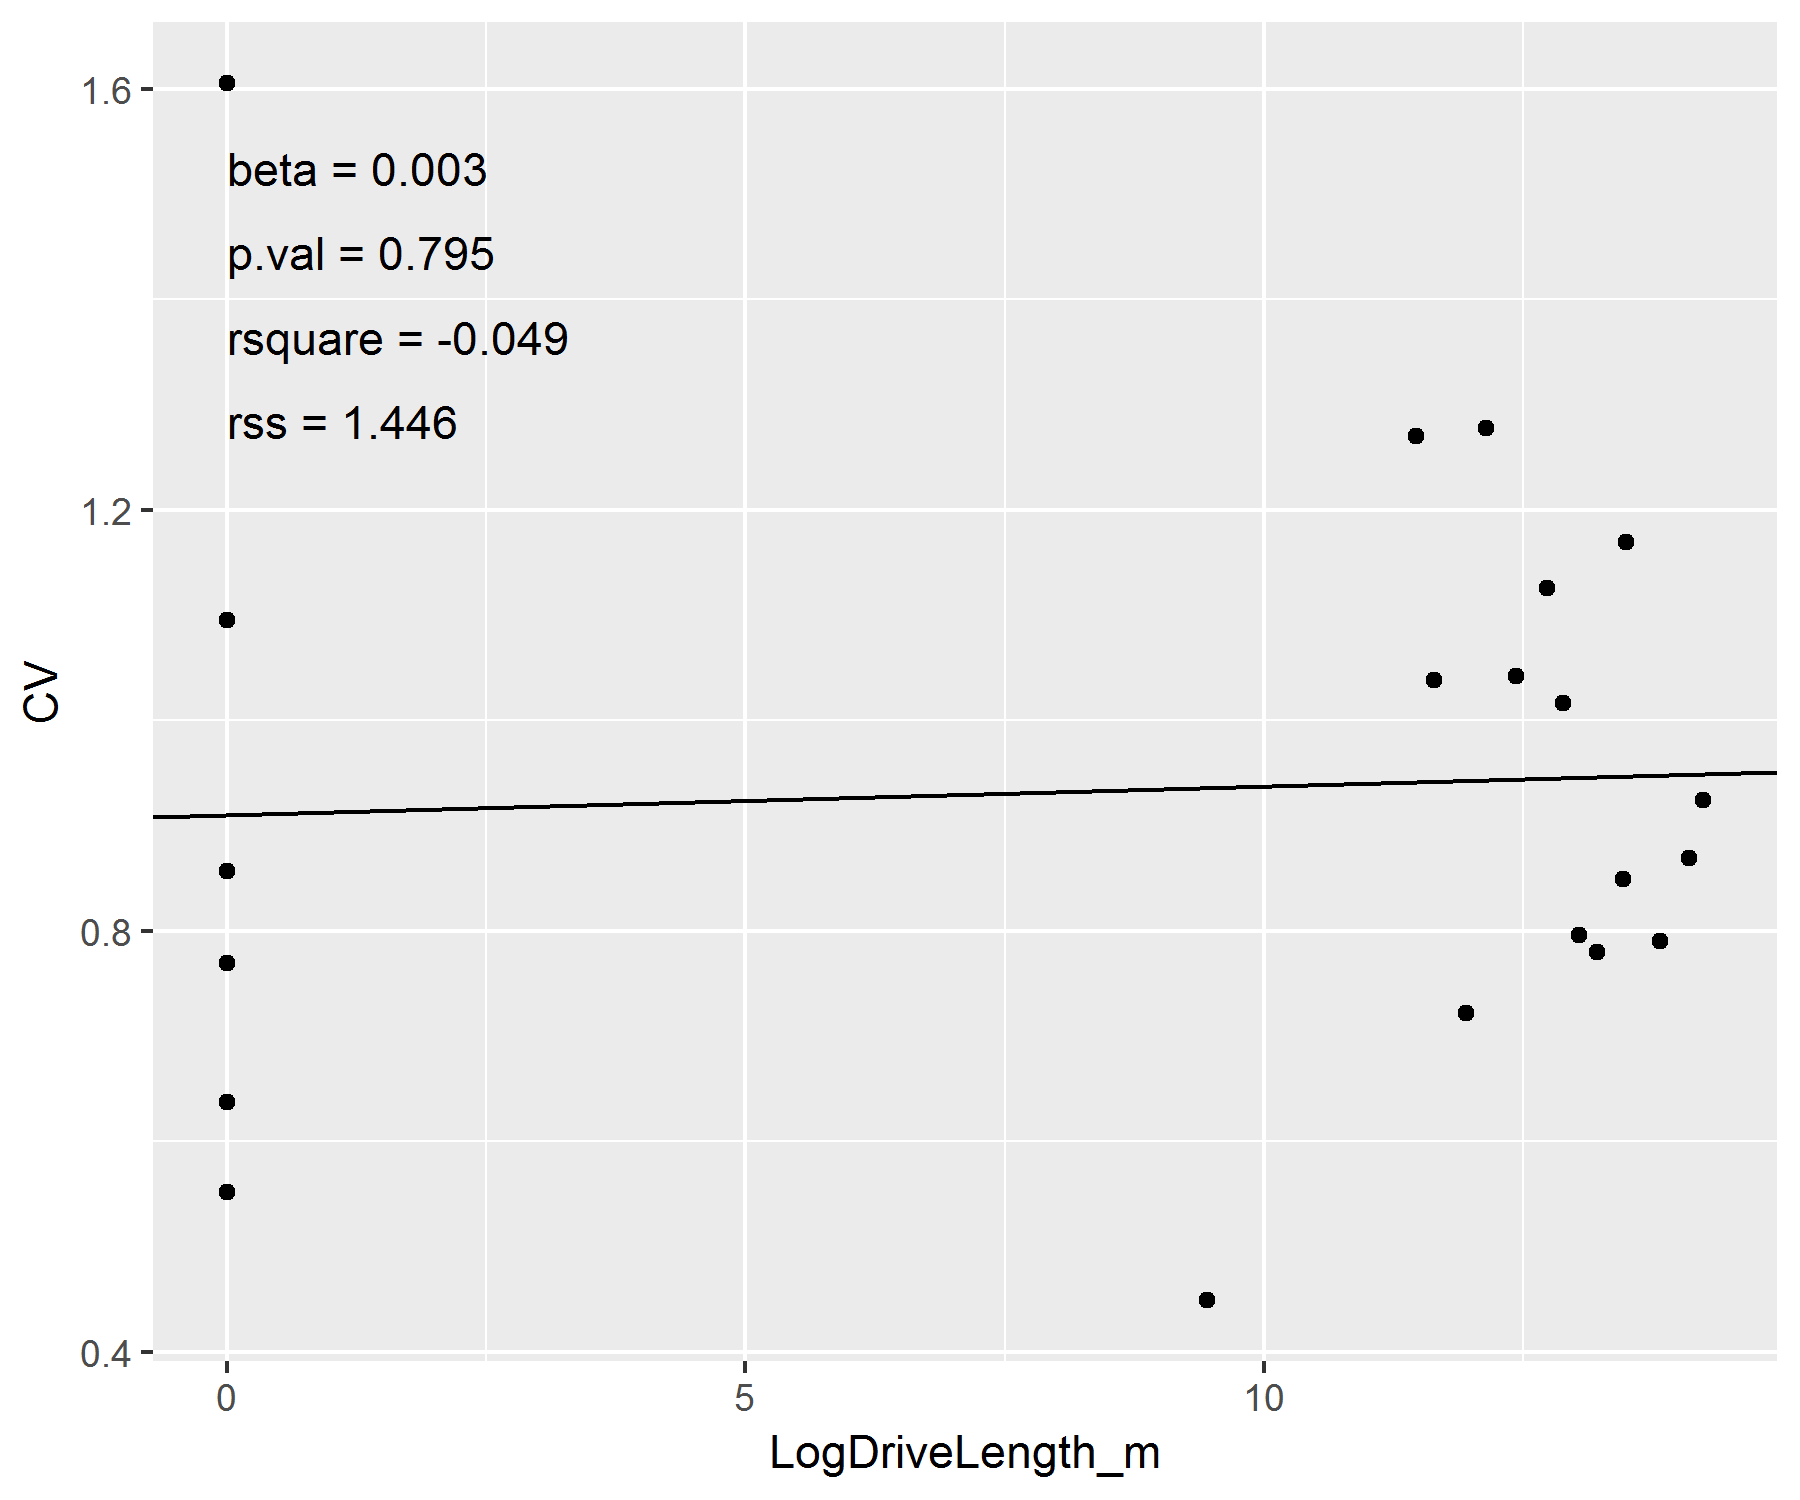 1.6
beta = 0.003
p.val = 0.795
rsquare = -0.049
rss = 1.446
1.2
CV
0.8
0.4
0 5 10
LogDriveLength_m